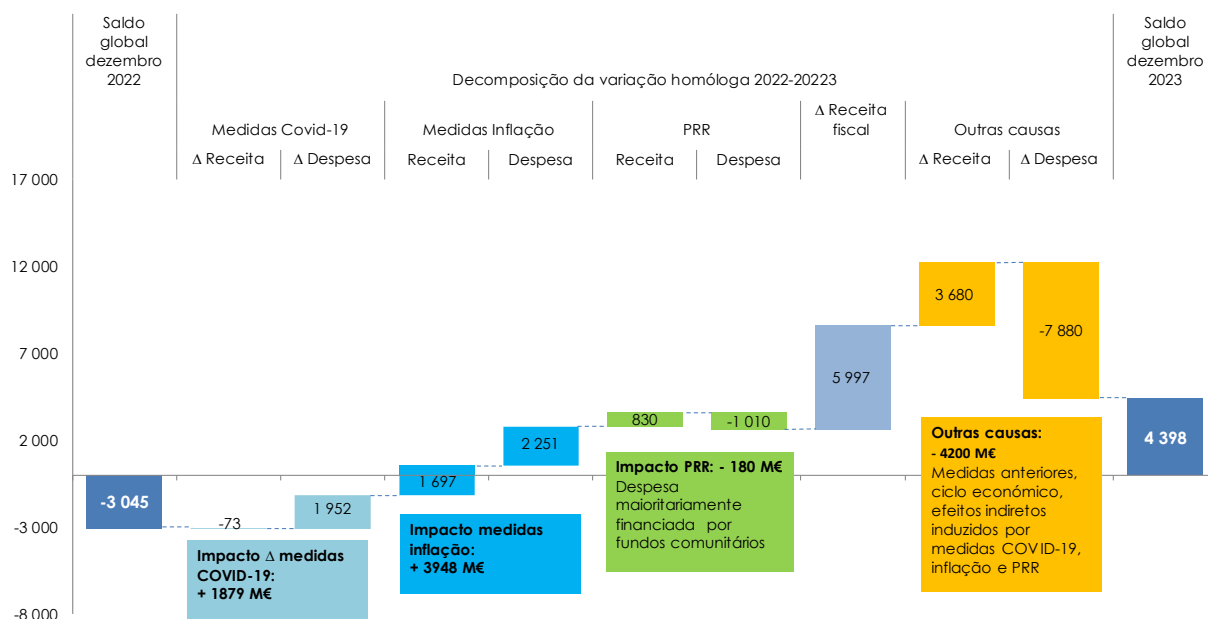 Saldo
global
dezembro
2022
Decomposição da variação homóloga 2022-20223
Saldo
global
dezembro
2023
Medidas Covid-19
Medidas Inflação
PRR
Δ Receita
fiscal
Outras causas
Δ Receita
Δ Despesa
Receita
Despesa
Receita
Despesa
Δ Receita
Δ Despesa
17 000
12 000
7 000
2 000
-3 000
-8 000
-3 045
-73
1 952
1 697
2 251
830
-1 010
5 997
3 680
-7 880
4 398
Impacto Δ medidas
COVID-19:
+ 1879 M€
Impacto medidas
inflação:
+ 3948 M€
Impacto PRR: - 180 M€
Despesa
maioritariamente
financiada por
fundos comunitários
Outras causas:
- 4200 M€
Medidas anteriores,
ciclo económico,
efeitos indiretos
induzidos por
medidas COVID-19,
inflação e PRR